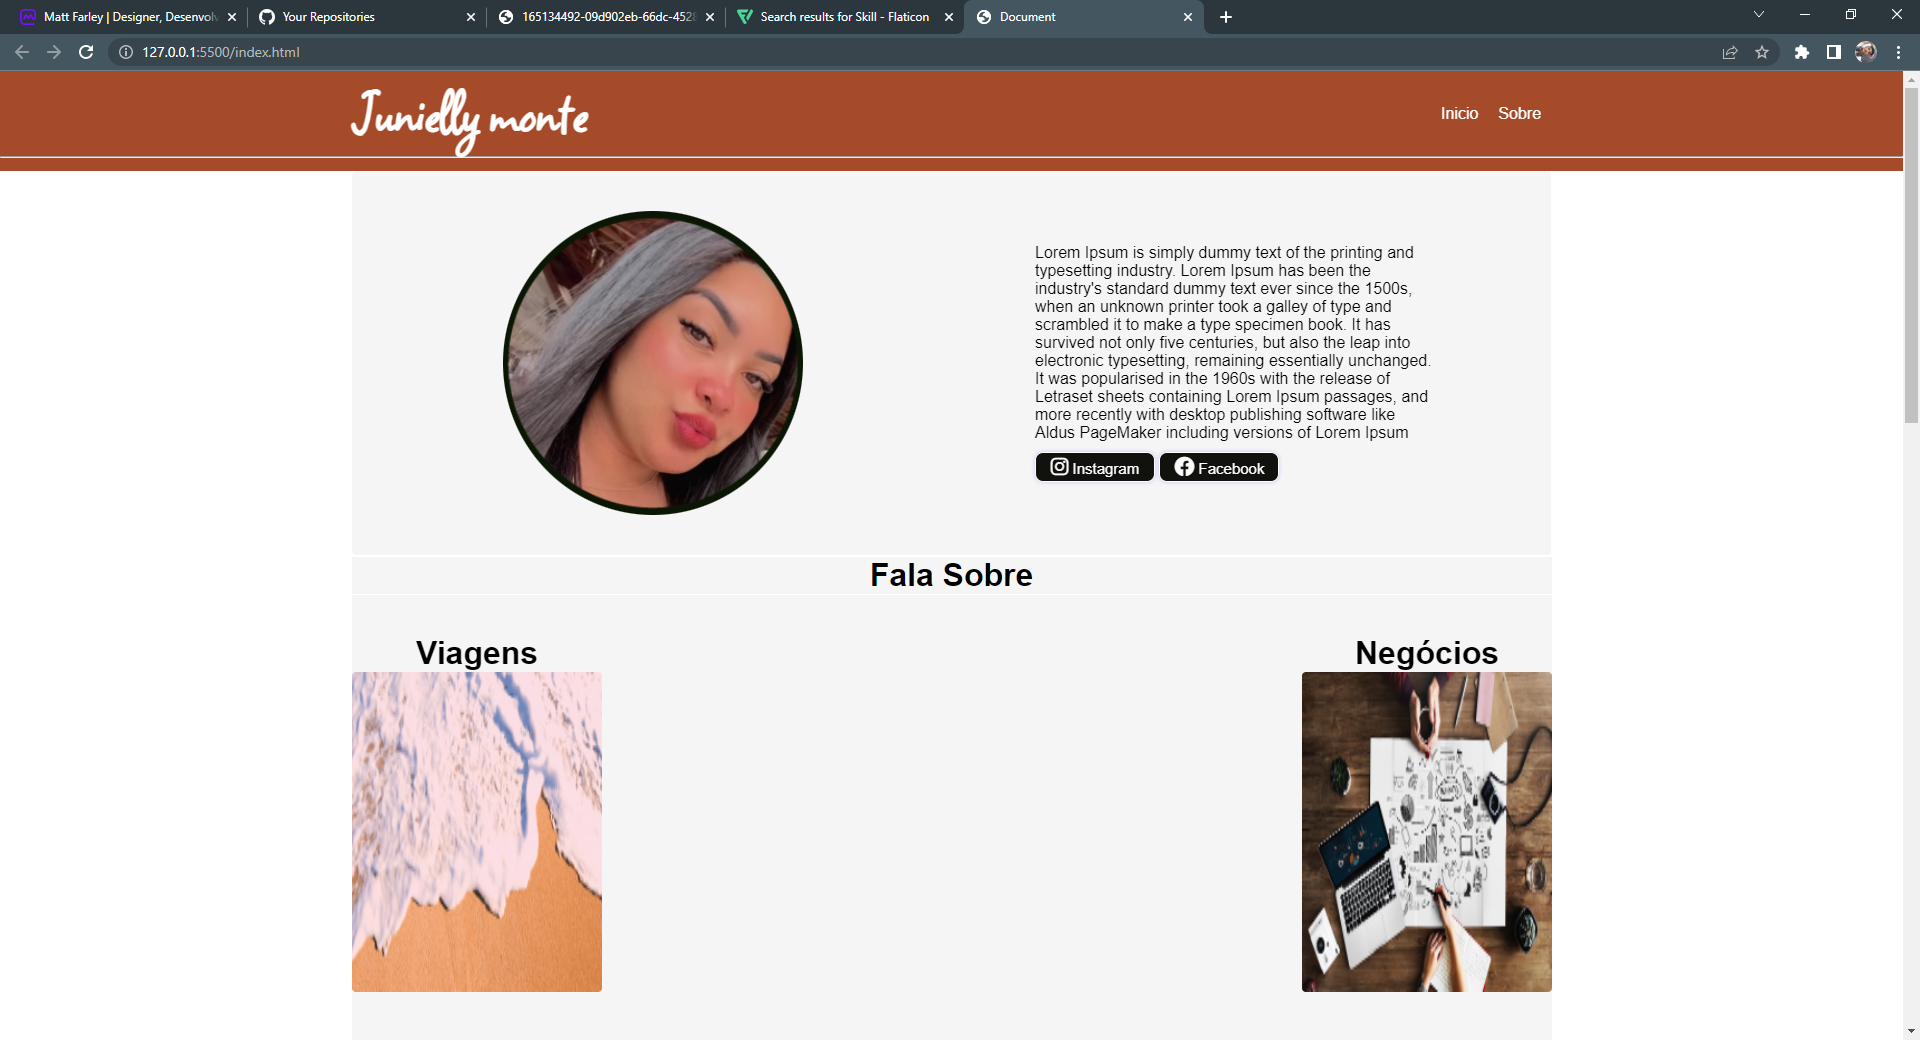 Matt Farley | Designer, Desenvolv
Your Repositories
165134492-09d902eb-66dc-4528
Search results for Skill - Flaticon
Document
127.0.0.1:5500/index.html
Junielly monte
Inicio
Sobre
Lorem Ipsum is simply dummy text of the printing and
typesetting industry. Lorem Ipsum has been the
industry's standard dummy text ever since the 1500s,
when an unknown printer took a galley of type and
scrambled it to make a type specimen book. It has
survived not only five centuries, but also the leap into
electronic typesetting, remaining essentially unchanged.
It was popularised in the 1960s with the release of
Letraset sheets containing Lorem Ipsum passages, and
more recently with desktop publishing software like
Aldus PageMaker including versions of Lorem Ipsum
Instagram
Facebook
Fala Sobre
Viagens
Negócios